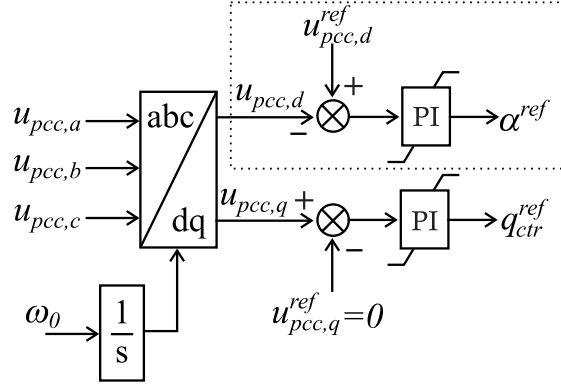 u_{pcc,d}^{ref}
u_{pcc,a}
u_{pcc,b}
u_{pcc,c}
abc
dq
u_{pcc,d}
+
−
PI
α^{ref}
u_{pcc,q}
+
−
PI
q_{ctr}^{ref}
u_{pcc,q}^{ref}=0
ω_0
1
s